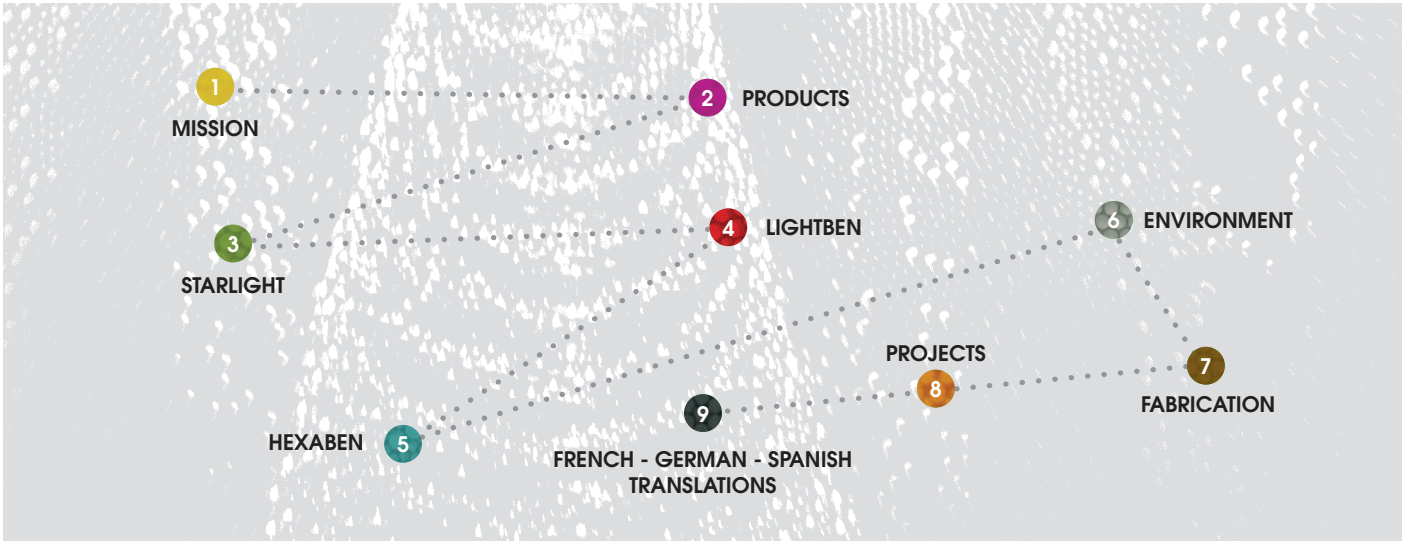 1
MISSION
2 PRODUCTS
3
STARLIGHT
4 LIGHTBEN
HEXABEN 5
6 ENVIRONMENT
7
FABRICATION
PROJECTS
8
9
FRENCH - GERMAN - SPANISH
TRANSLATIONS